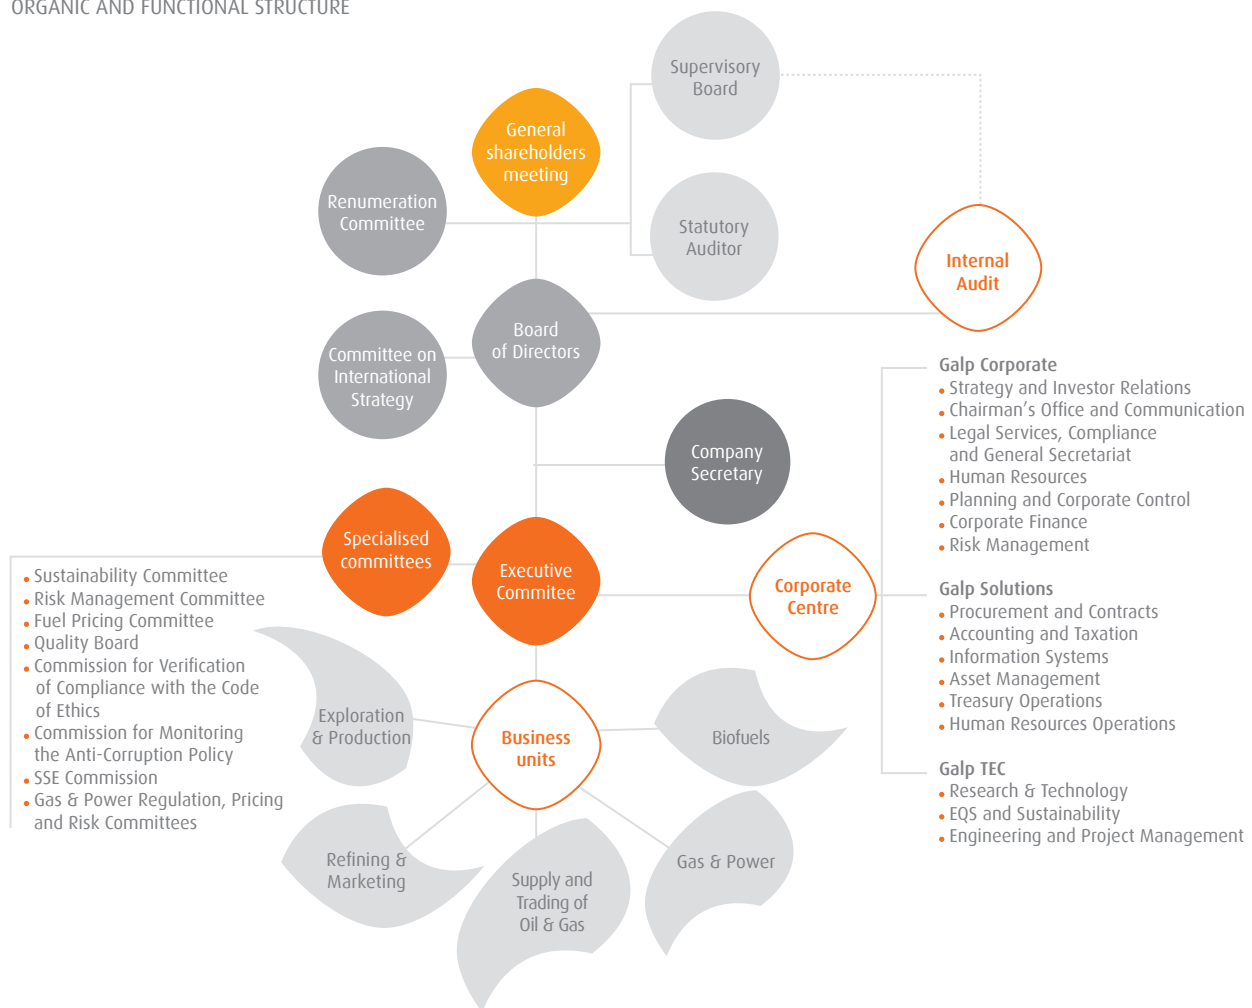 ORGANIC AND FUNCTIONAL STRUCTURE
Supervisory
Board
General
shareholders
meeting
Renumeration
Committee
Statutory
Auditor
Internal
Audit
Board
of Directors
Committee on
International
Strategy
Company
Secretary
Specialised
committees
Executive
Commitee
Corporate
Centre
Galp Corporate
• Strategy and Investor Relations
• Chairman’s Office and Communication
• Legal Services, Compliance
and General Secretariat
• Human Resources
• Planning and Corporate Control
• Corporate Finance
• Risk Management
Galp Solutions
• Procurement and Contracts
• Accounting and Taxation
• Information Systems
• Asset Management
• Treasury Operations
• Human Resources Operations
Galp TEC
• Research & Technology
• EQS and Sustainability
• Engineering and Project Management
• Sustainability Committee
• Risk Management Committee
• Fuel Pricing Committee
• Quality Board
• Commission for Verification
of Compliance with the Code
of Ethics
• Commission for Monitoring
the Anti-Corruption Policy
• SSE Commission
• Gas & Power Regulation, Pricing
and Risk Committees
Exploration
& Production
Business
units
Biofuels
Refining &
Marketing
Supply and
Trading of
Oil & Gas
Gas & Power